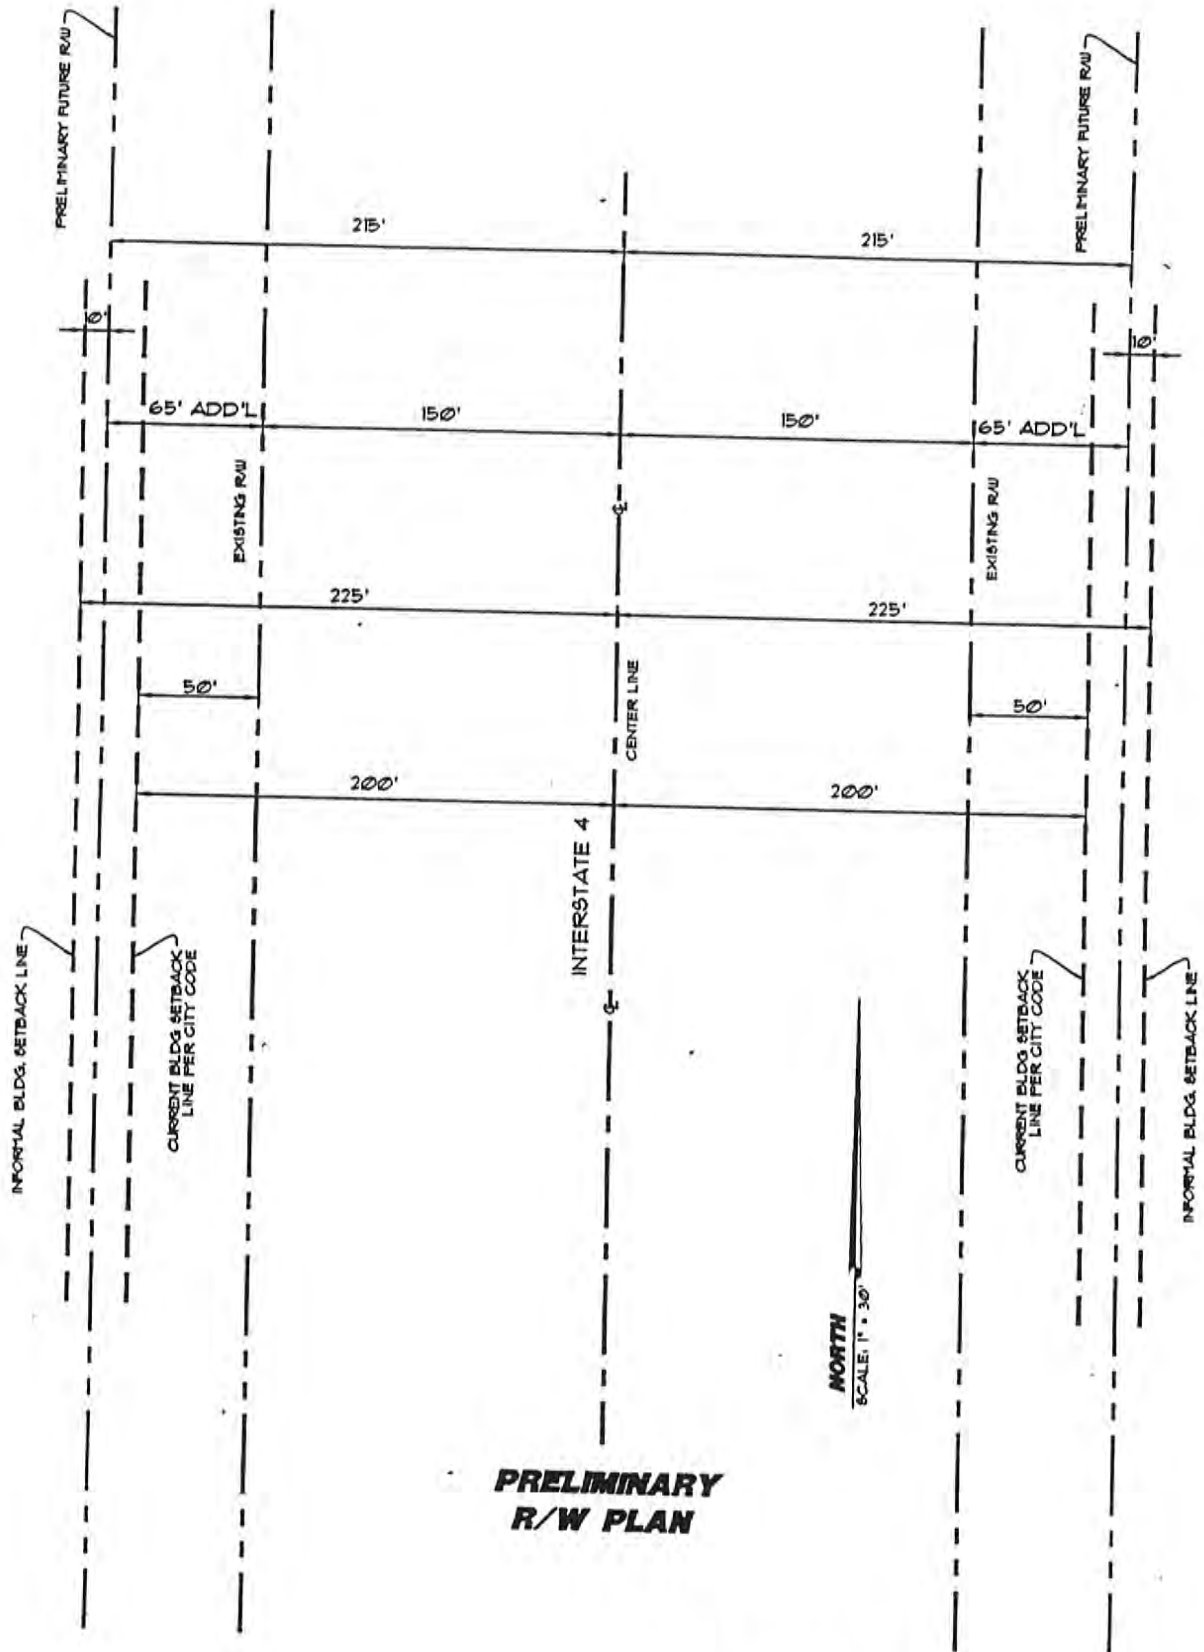 PRELIMINARY FUTURE R/W
PRELIMINARY FUTURE R/W
215'
215'
0'
10'
65' ADD'L
150'
150'
65' ADD'L
EXISTING R/W
EXISTING R/W
℄
225'
225'
50'
CENTER LINE
50'
200'
200'
INTERSTATE 4
℄
INFORMAL BLDG. SETBACK LINE
CURRENT BLDG SETBACK
LINE PER CITY CODE
CURRENT BLDG SETBACK
LINE PER CITY CODE
INFORMAL BLDG. SETBACK LINE
NORTH
SCALE: 1" = 30'
PRELIMINARY
R/W PLAN